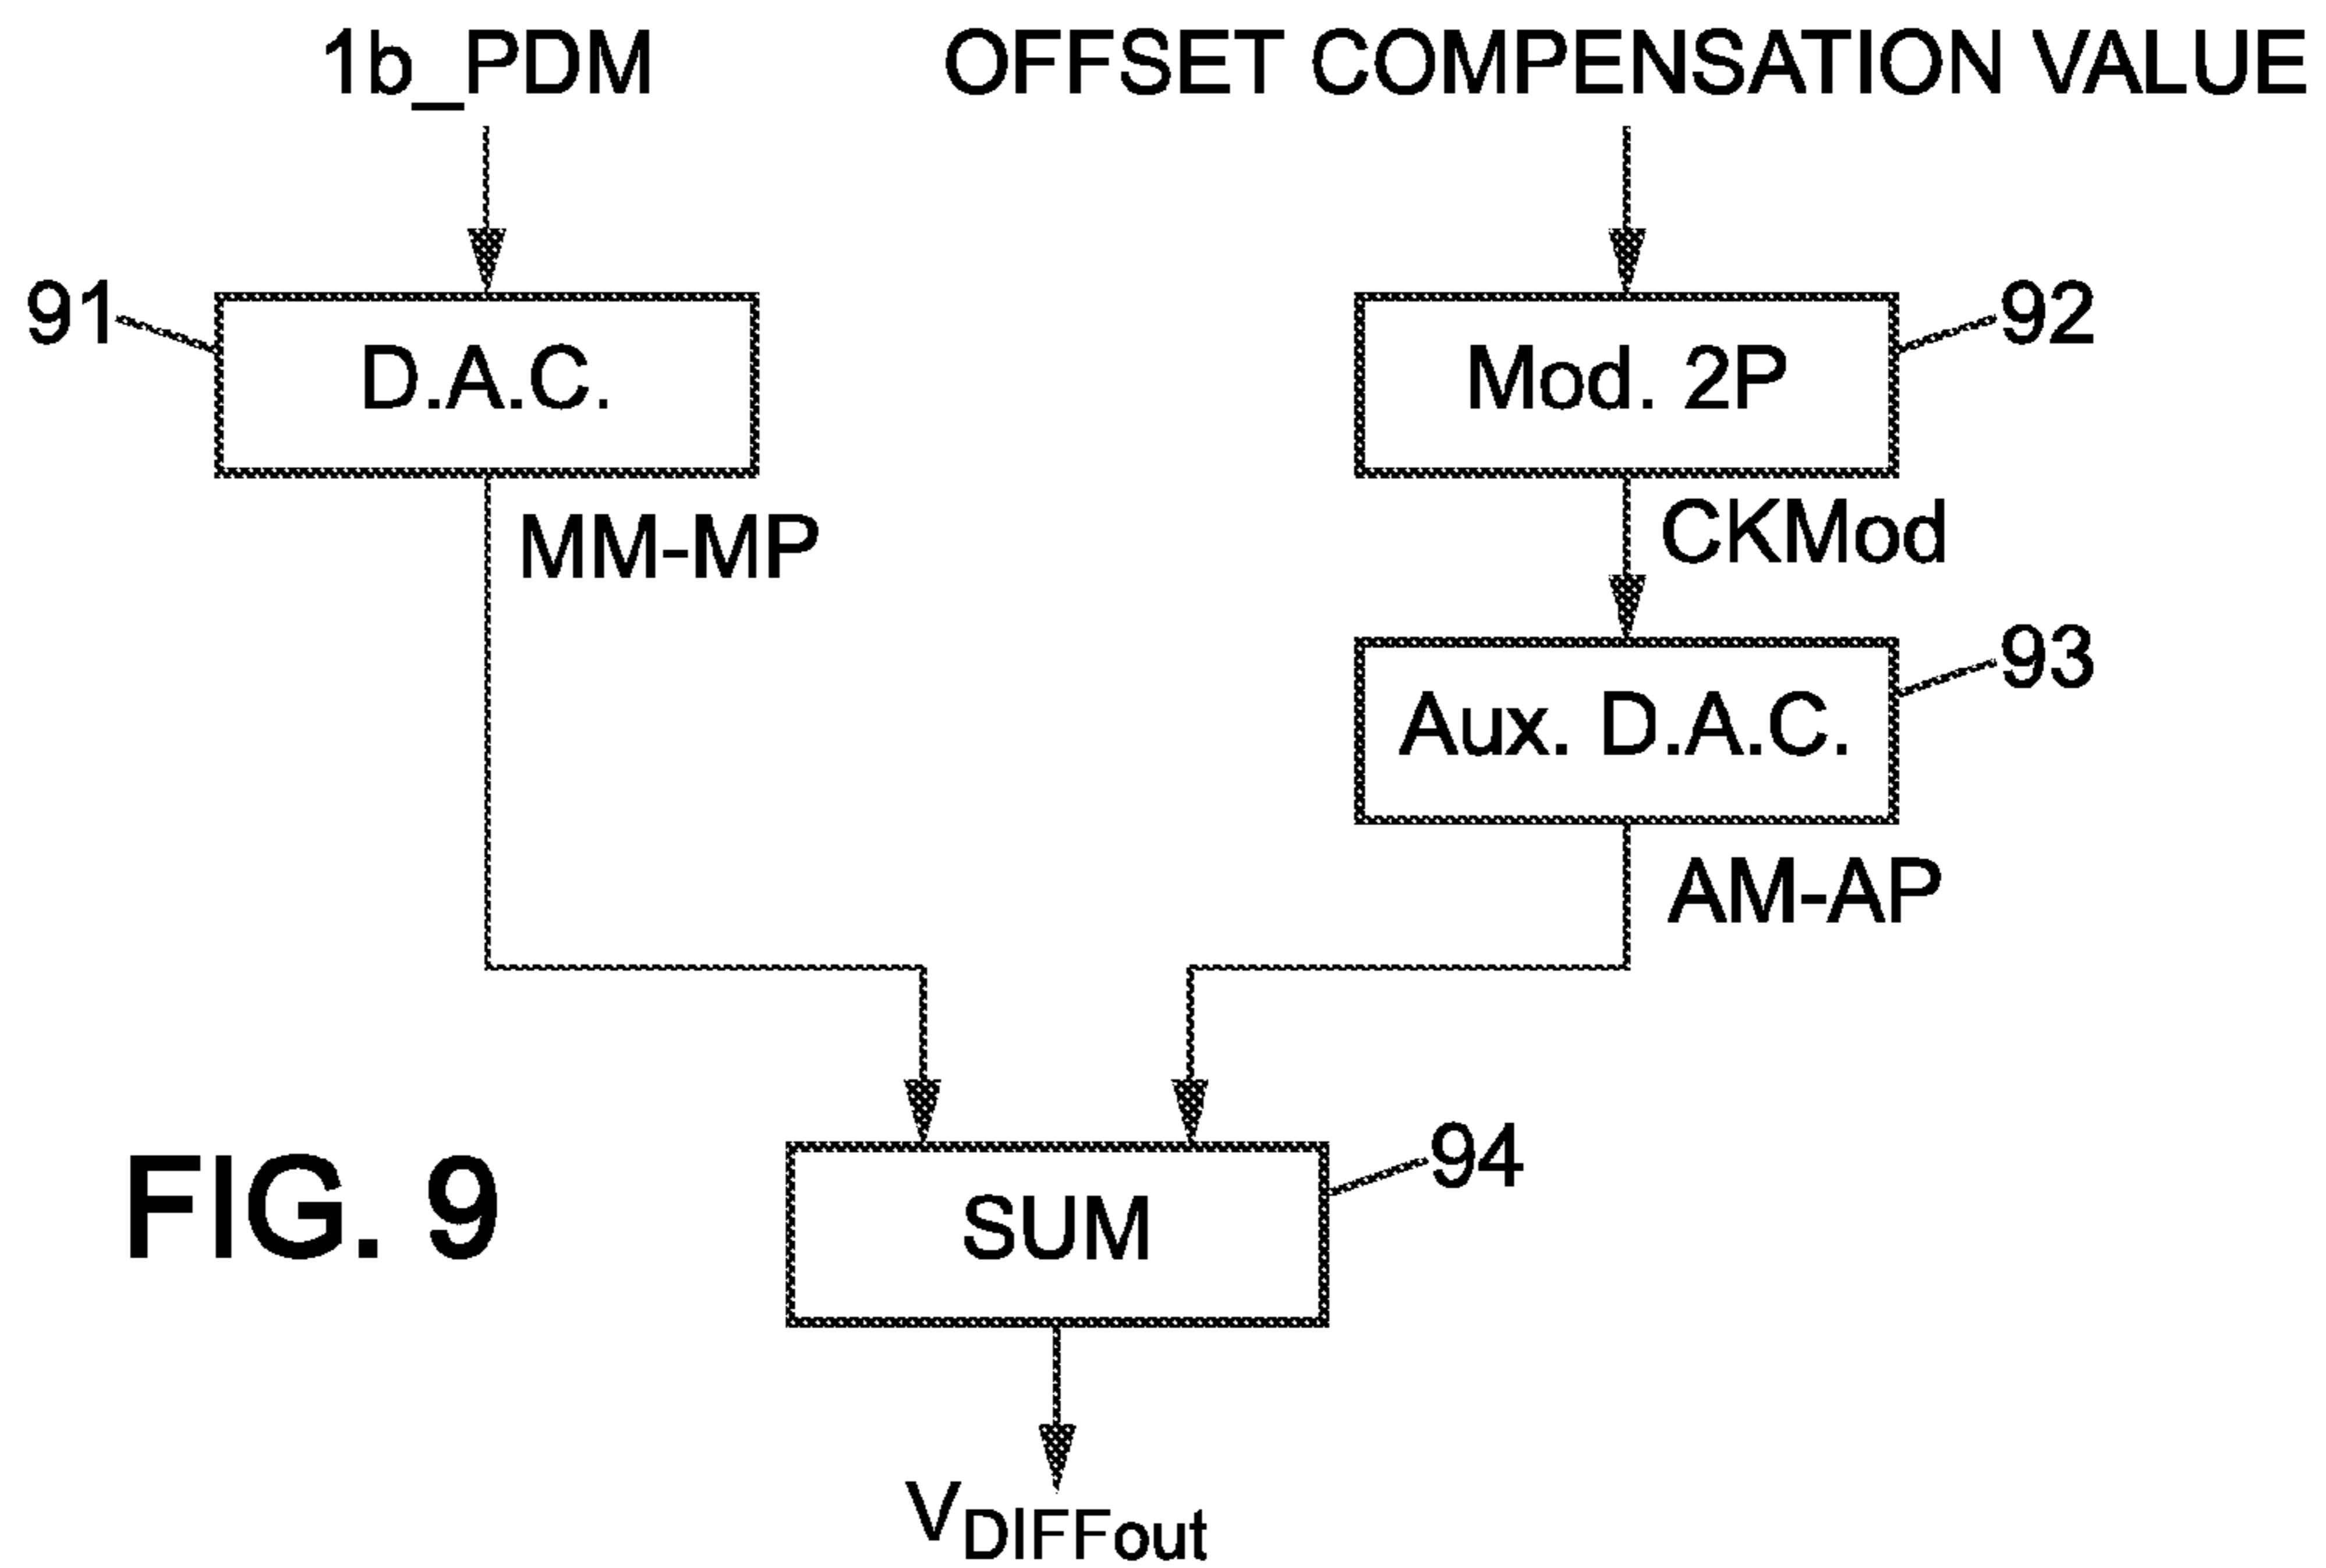 1b_PDM
OFFSET COMPENSATION VALUE
91
D.A.C.
Mod. 2P
92
MM-MP
CKMod
Aux. D.A.C.
93
AM-AP
SUM
94
FIG. 9
VDIFFout